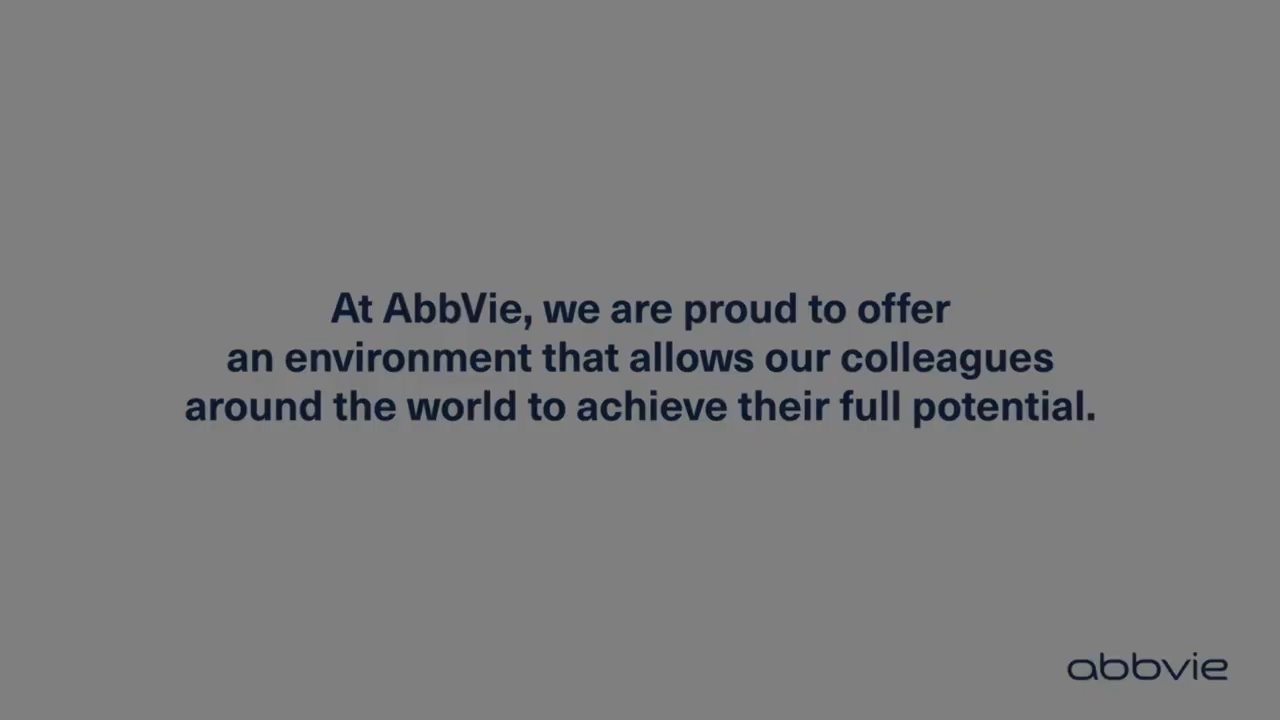 At AbbVie, we are proud to offer
an environment that allows our colleagues
around the world to achieve their full potential.
abbvie